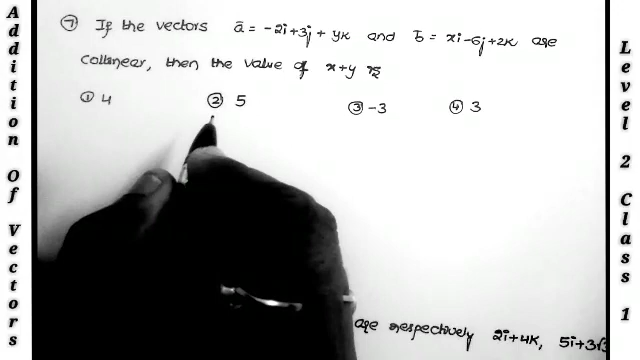 Addition Of Vectors
⑦ If the vectors ā = -2i+3j+yk and b̄ = xi-6j+2k are
collinear, then the value of x+y is
① 4 ② 5 ③ -3 ④ 3
are respectively 2i+4k, 5i+3√3
Level 2 Class 1